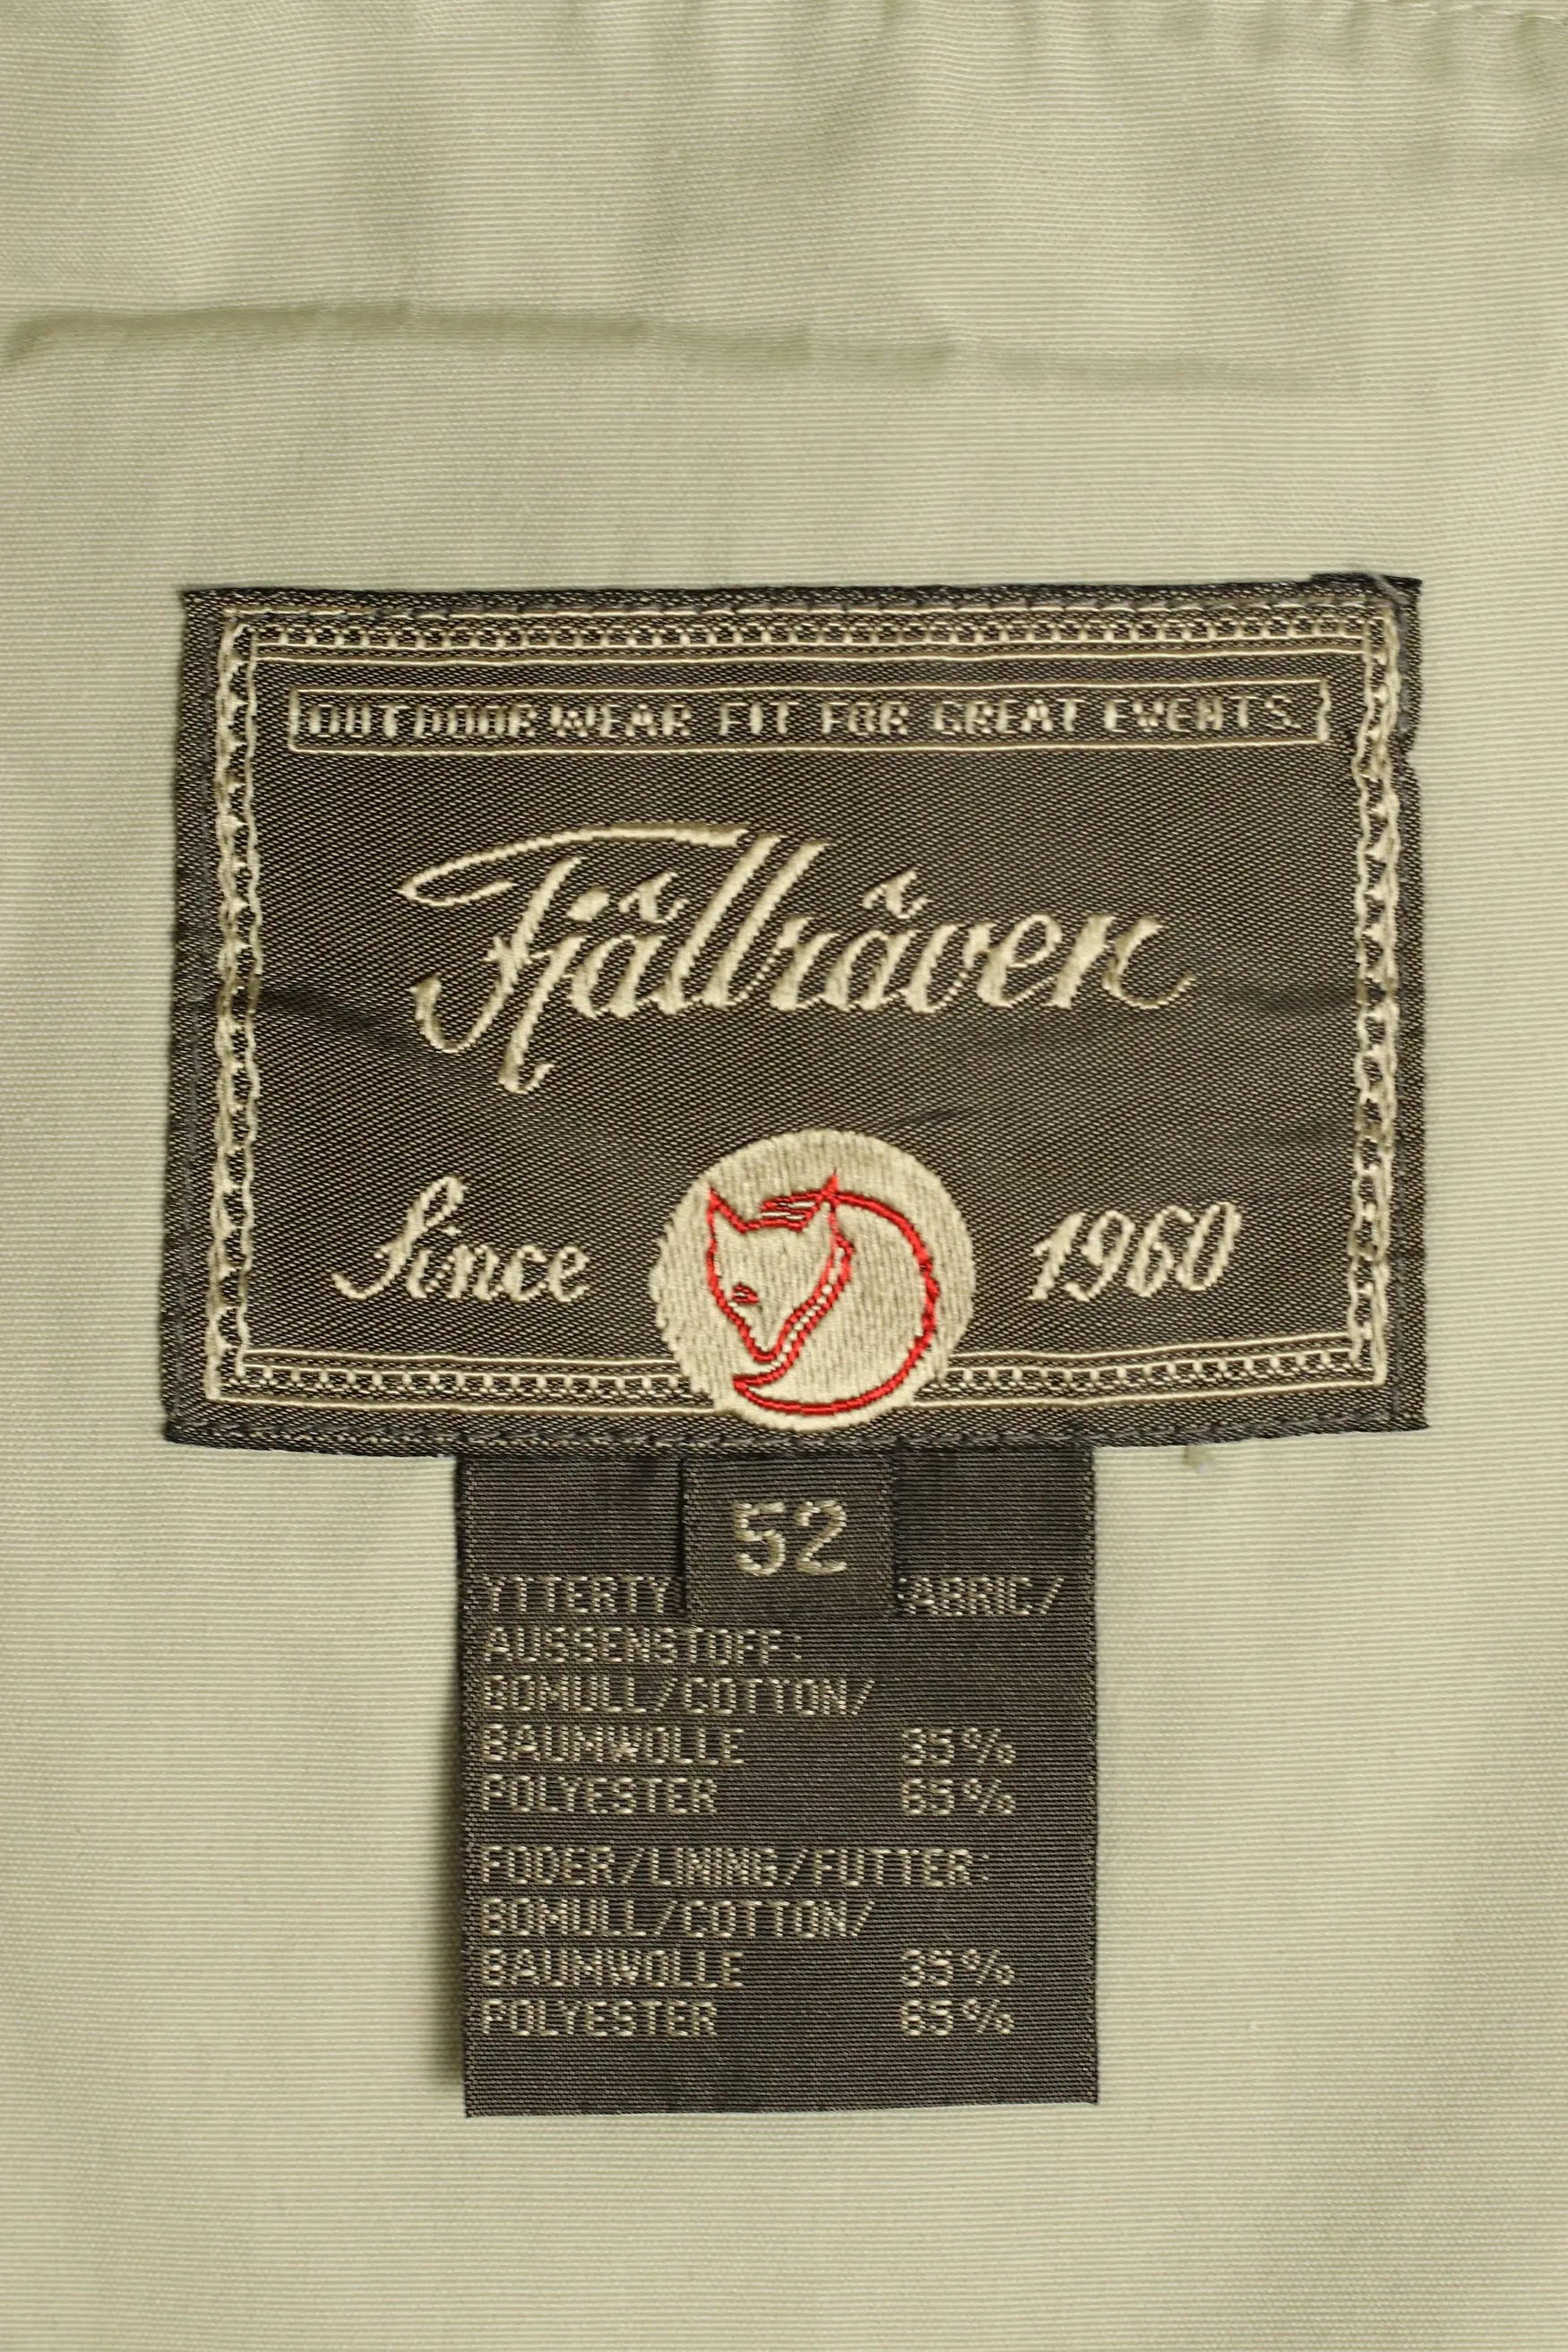 OUTDOOR WEAR FIT FOR GREAT EVENTS.
Fjällräven
Since 1960
52
YTTERTY ABRIC/
AUSSENSTOFF:
BOMULL/COTTON/
BAUMWOLLE 35%
POLYESTER 65%
FODER/LINING/FUTTER:
BOMULL/COTTON/
BAUMWOLLE 35%
POLYESTER 65%